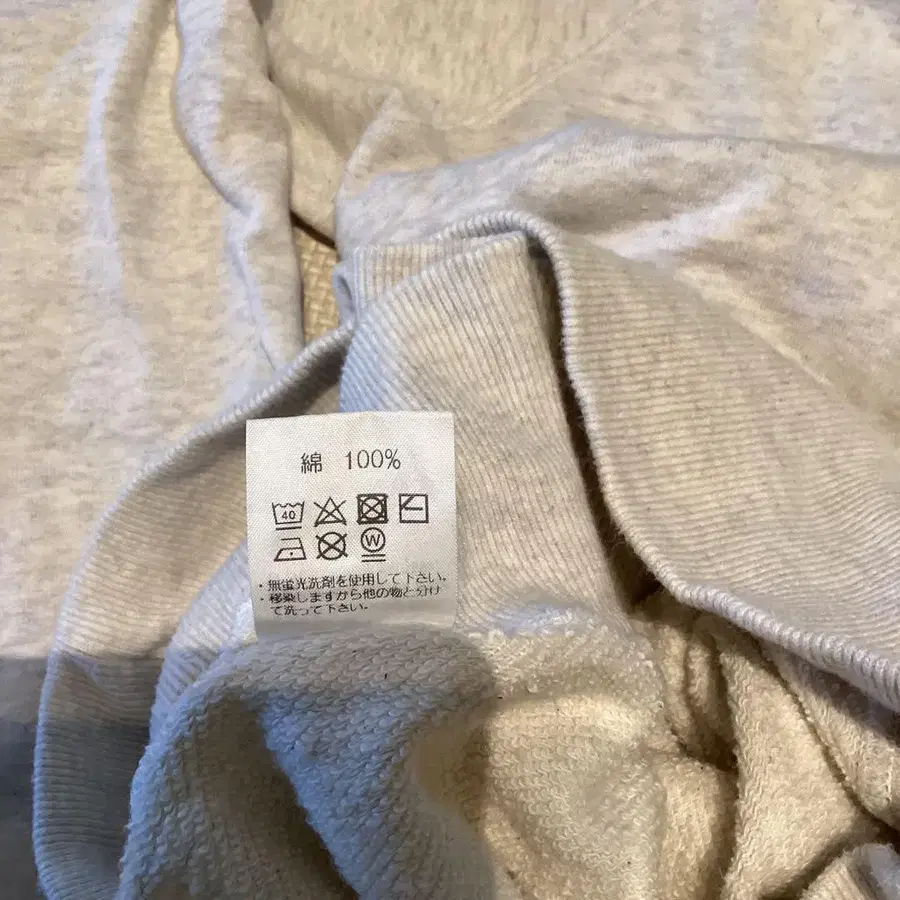 綿 100%
40
W
・無蛍光洗剤を使用して下さい。
・移染しますから他の物と分け
て洗って下さい。